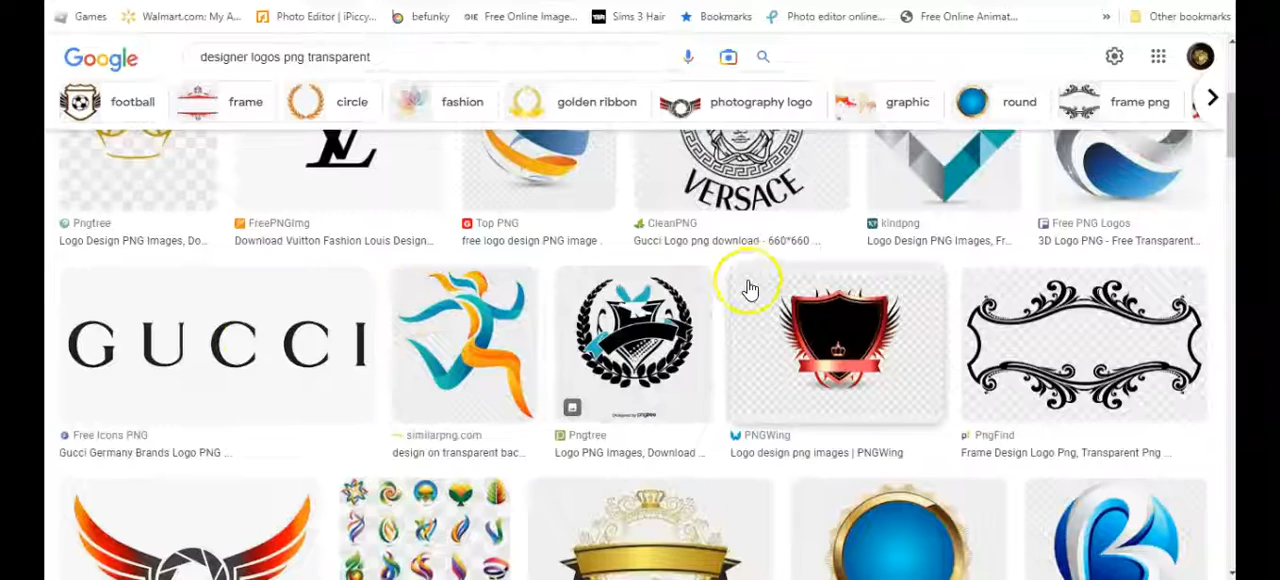 Games Walmart.com: My A... Photo Editor | iPiccy... befunky GIE Free Online Image... TSR Sims 3 Hair Bookmarks Photo editor online... Free Online Animat... » Other bookmarks
Google designer logos png transparent
football frame circle fashion golden ribbon photography logo graphic round frame png
LV
VERSACE
Pngtree FreePNGImg Top PNG CleanPNG kindpng Free PNG Logos
Logo Design PNG Images, Do... Download Vuitton Fashion Louis Design... free logo design PNG image . Gucci Logo png download - 660*660 ... Logo Design PNG Images, Fr... 3D Logo PNG - Free Transparent...
GUCCI
Designed by pngtree
Free Icons PNG similarpng.com Pngtree PNGWing PngFind
Gucci Germany Brands Logo PNG ... design on transparent bac... Logo PNG Images, Download ... Logo design png images | PNGWing Frame Design Logo Png, Transparent Png ...